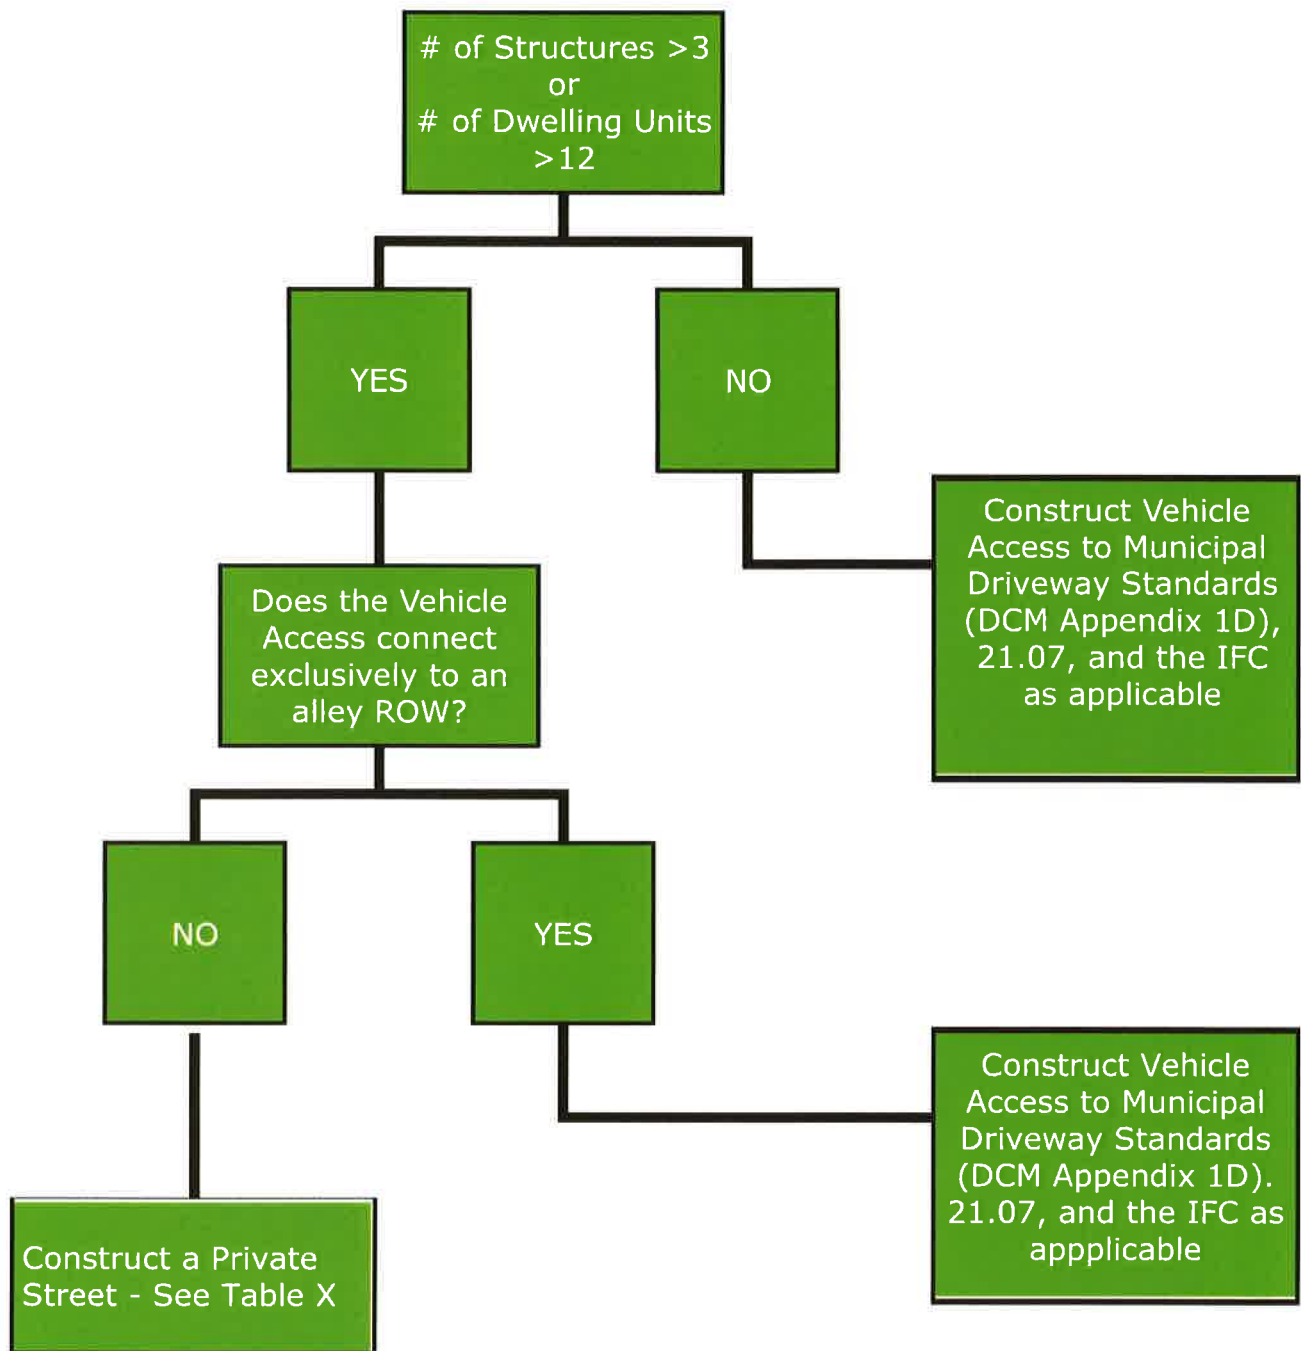 # of Structures >3
or
# of Dwelling Units
>12
YES
NO
Construct Vehicle
Access to Municipal
Driveway Standards
(DCM Appendix 1D),
21.07, and the IFC
as applicable
Does the Vehicle
Access connect
exclusively to an
alley ROW?
NO
YES
Construct Vehicle
Access to Municipal
Driveway Standards
(DCM Appendix 1D).
21.07, and the IFC as
appplicable
Construct a Private
Street - See Table X